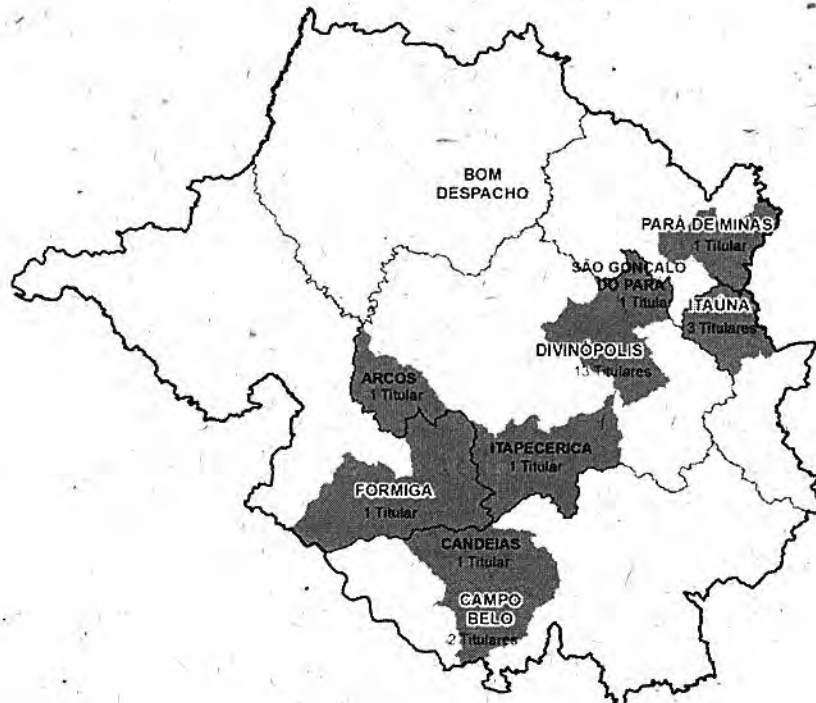 BOM
DESPACHO
PARÁ DE MINAS
1 Titular
SÃO GONÇALO
DO PARÁ
1 Titular
ITAÚNA
3 Titulares
DIVINÓPOLIS
13 Titulares
ARCOS
1 Titular
ITAPECERICA
1 Titular
FORMIGA
1 Titular
CANDEIAS
1 Titular
CAMPO
BELO
2 Titulares